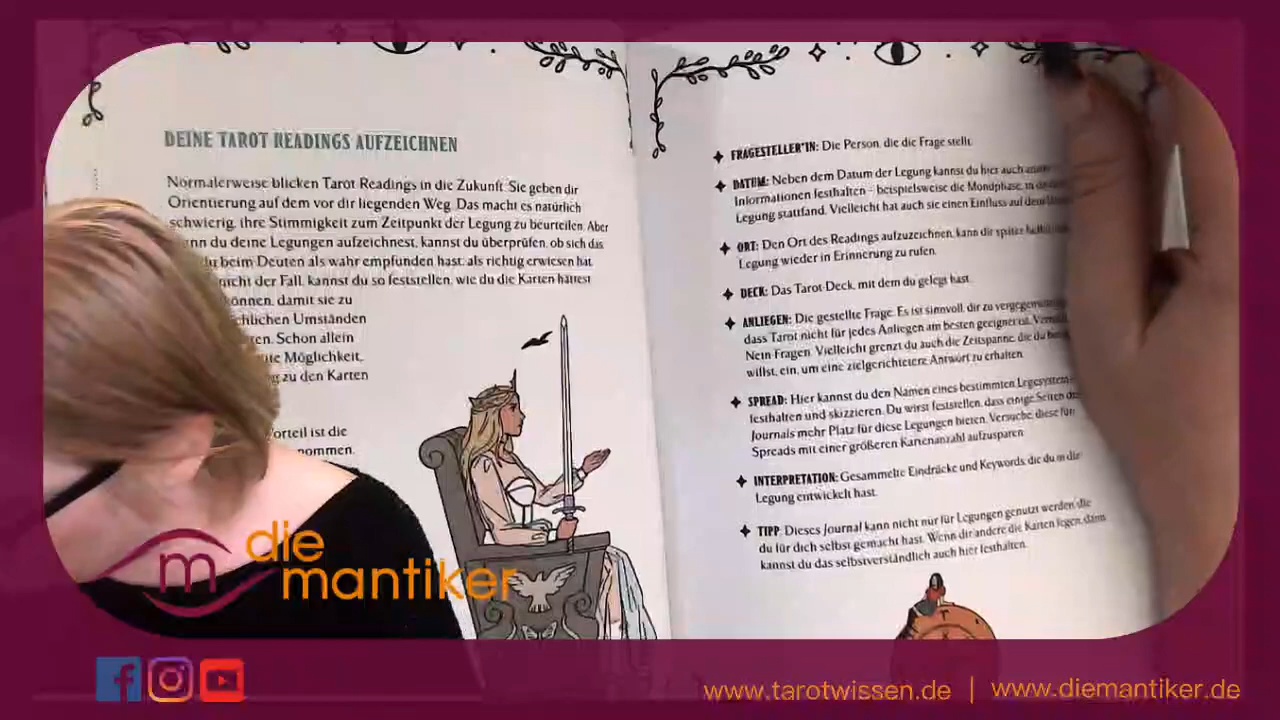 DEINE TAROT READINGS AUFZEICHNEN
Normalerweise blicken Tarot Readings in die Zukunft. Sie geben dir
Orientierung auf dem vor dir liegenden Weg. Das macht es natürlich
schwierig, ihre Stimmigkeit zum Zeitpunkt der Legung zu beurteilen. Aber
du deine Legungen aufzeichnest, kannst du überprüfen, ob sich das,
du beim Deuten als wahr empfunden hast, als richtig erwiesen hat.
nicht der Fall, kannst du so feststellen, wie du die Karten hättest
können, damit sie zu
Umständen
Schon allein
Möglichkeit,
zu den Karten
ist die
FRAGESTELLER*IN: Die Person, die die Frage stellt.
DATUM: Neben dem Datum der Legung kannst du hier auch
Informationen festhalten – beispielsweise die Mondphase, in
Legung stattfand. Vielleicht hat auch sie einen Einfluss auf
ORT: Den Ort des Readings aufzuzeichnen, kann dir später
Legung wieder in Erinnerung zu rufen.
DECK: Das Tarot-Deck, mit dem du gelegt hast.
ANLIEGEN: Die gestellte Frage. Es ist sinnvoll, dir zu
dass Tarot nicht für jedes Anliegen am besten geeignet ist.
Nein-Fragen. Vielleicht grenzt du auch die Zeitspanne, die du
willst, ein, um eine zielgerichtetere Antwort zu erhalten.
SPREAD: Hier kannst du den Namen eines bestimmten Legesystems
festhalten und skizzieren. Du wirst feststellen, dass einige Seiten des
Journals mehr Platz für diese Legungen bieten. Versuche, diese für
Spreads mit einer größeren Kartenanzahl aufzusparen.
INTERPRETATION: Gesammelte Eindrücke und Keywords, die du in die
Legung entwickelt hast.
TIPP: Dieses Journal kann nicht nur für Legungen genutzt werden, die
du für dich selbst gemacht hast. Wenn dir andere die Karten legen, dann
kannst du das selbstverständlich auch hier festhalten.
m
die
mantiker
www.tarotwissen.de | www.diemantiker.de